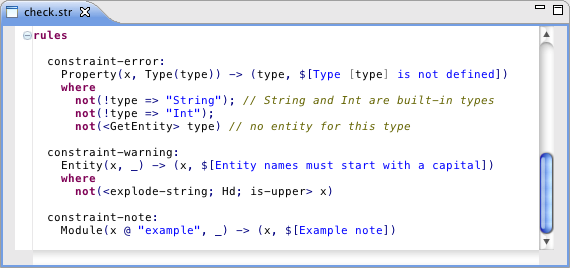 check.str
rules
constraint-error:
Property(x, Type(type)) -> (type, $[Type [type] is not defined])
where
not(!type => "String"); // String and Int are built-in types
not(!type => "Int");
not(<GetEntity> type) // no entity for this type
constraint-warning:
Entity(x, _) -> (x, $[Entity names must start with a capital])
where
not(<explode-string; Hd; is-upper> x)
constraint-note:
Module(x @ "example", _) -> (x, $[Example note])